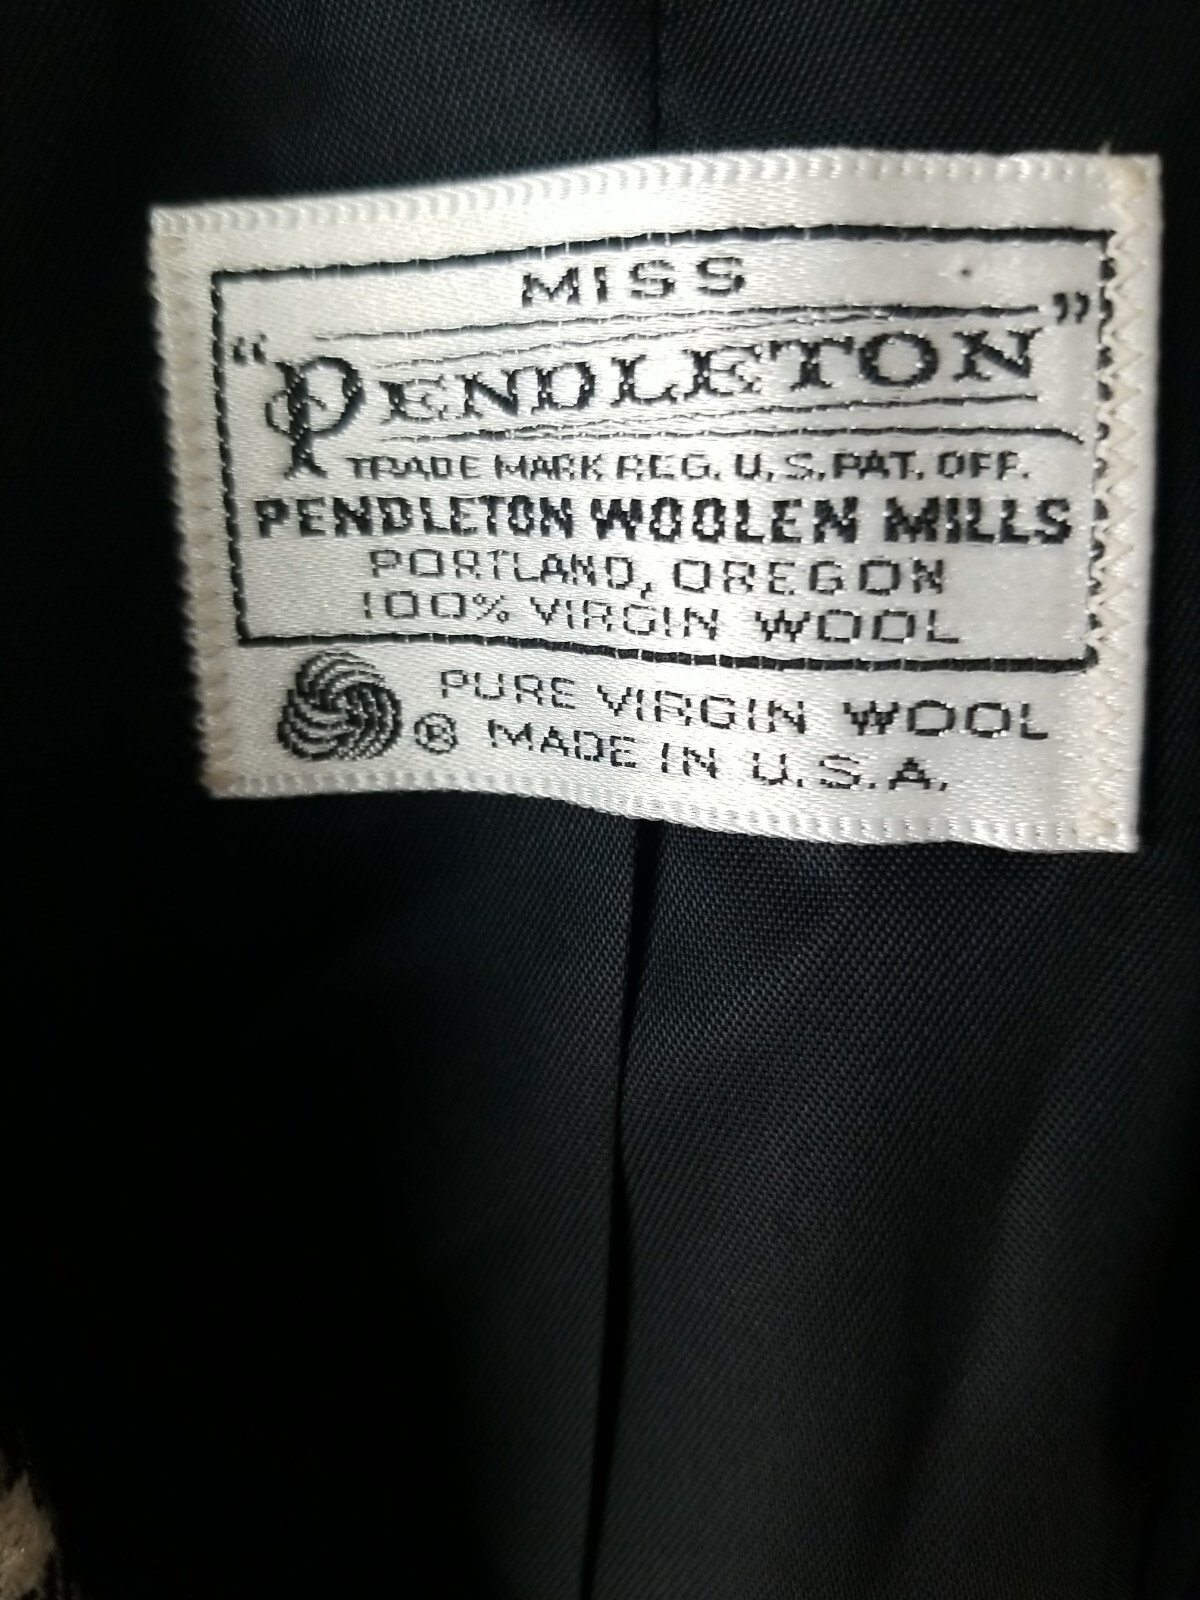 MISS
"PENDLETON"
TRADE MARK REG. U.S. PAT. OFF.
PENDLETON WOOLEN MILLS
PORTLAND, OREGON
100% VIRGIN WOOL
PURE VIRGIN WOOL
® MADE IN U.S.A.